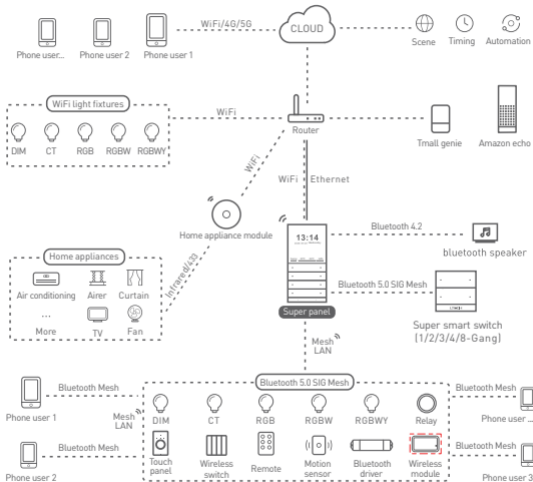 WiFi/4G/5G
CLOUD
Phone user...
Phone user 2
Phone user 1
Scene
Timing
Automation
WiFi light fixtures
WiFi
DIM
CT
RGB
RGBW
RGBWY
Router
Tmall genie
Amazon echo
WiFi
WiFi
Ethernet
Home appliance module
13:14
Bluetooth 4.2
bluetooth speaker
Home appliances
Infrared/433
Air conditioning
Airer
Curtain
...
More
TV
Fan
Bluetooth 5.0 SIG Mesh
Super panel
Super smart switch
(1/2/3/4/8-Gang)
Mesh
LAN
Bluetooth 5.0 SIG Mesh
Bluetooth Mesh
Phone user 1
Mesh
LAN
DIM
CT
RGB
RGBW
RGBWY
Relay
Bluetooth Mesh
Phone user ...
Bluetooth Mesh
Phone user 2
Touch
panel
Wireless
switch
Remote
Motion
sensor
Bluetooth
driver
Wireless
module
Bluetooth Mesh
Phone user 3